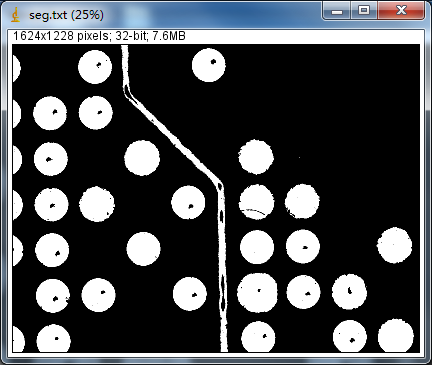 seg.txt (25%)
1624x1228 pixels; 32-bit; 7.6MB